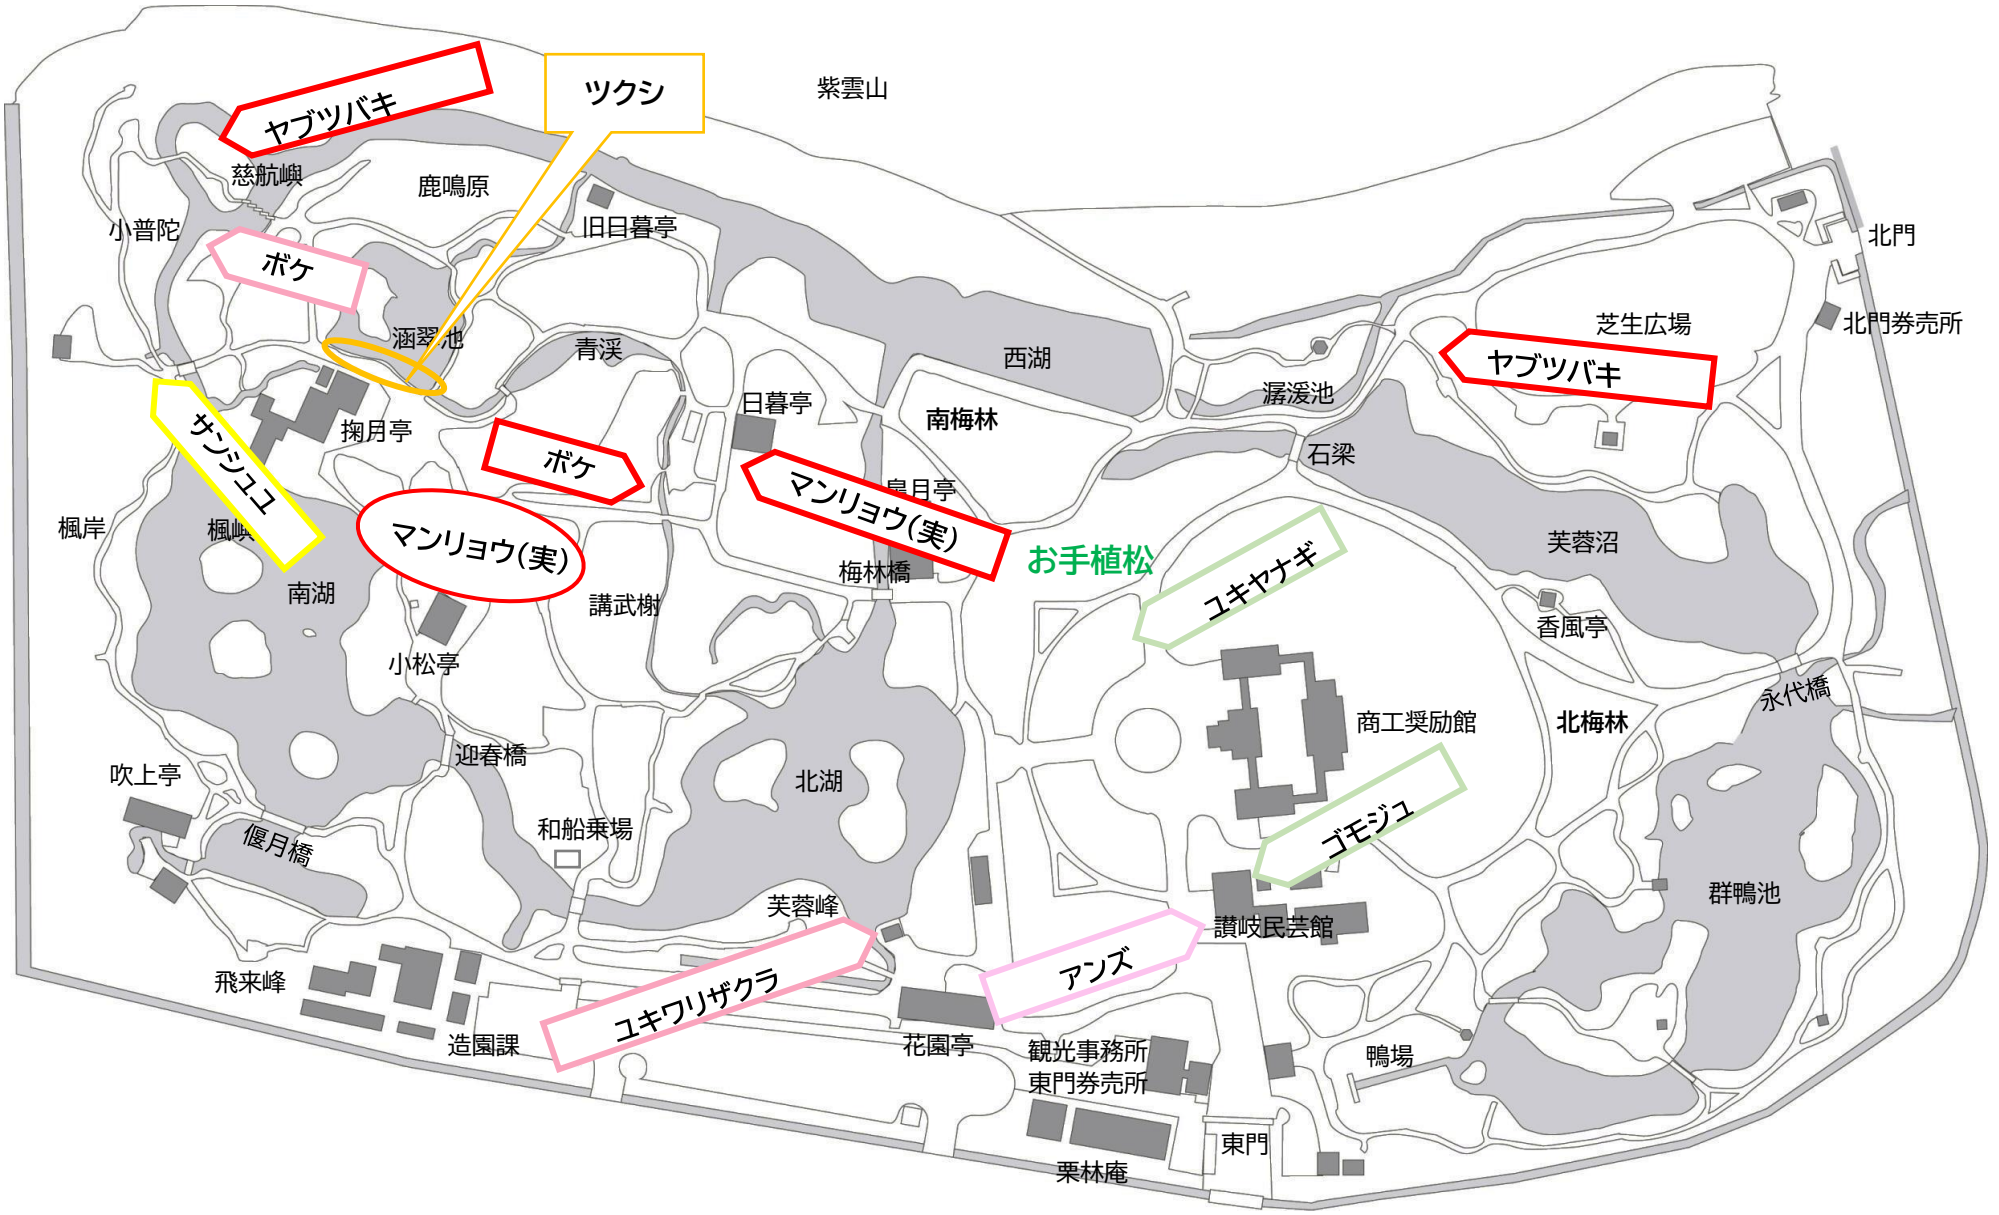 紫雲山
ツクシ
ヤブツバキ
慈航嶼
鹿鳴原
小普陀
旧日暮亭
ボケ
北門
北門券売所
芝生広場
涵翠池
青渓
西湖
ヤブツバキ
潺湲池
日暮亭
南梅林
掬月亭
サンシュユ
石梁
ボケ
マンリョウ(実)
皐月亭
楓岸
楓嶼
マンリョウ(実)
お手植松
ユキヤナギ
芙蓉沼
梅林橋
南湖
講武榭
香風亭
小松亭
永代橋
商工奨励館
北梅林
迎春橋
吹上亭
北湖
和船乗場
偃月橋
ゴモジュ
群鴨池
芙蓉峰
讃岐民芸館
アンズ
飛来峰
ユキワリザクラ
造園課
花園亭
観光事務所
東門券売所
鴨場
東門
栗林庵